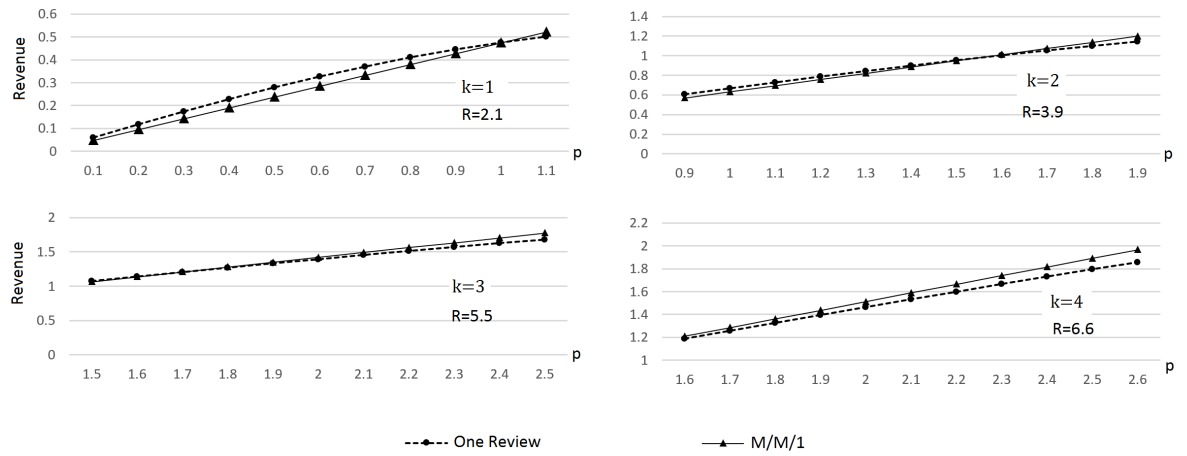 0.6
0.5
0.4
0.3
0.2
0.1
0
Revenue
k=1
R=2.1
p
0.1 0.2 0.3 0.4 0.5 0.6 0.7 0.8 0.9 1 1.1
1.4
1.2
1
0.8
0.6
0.4
0.2
0
k=2
R=3.9
p
0.9 1 1.1 1.2 1.3 1.4 1.5 1.6 1.7 1.8 1.9
2
1.5
1
0.5
0
Revenue
k=3
R=5.5
p
1.5 1.6 1.7 1.8 1.9 2 2.1 2.2 2.3 2.4 2.5
2.2
2
1.8
1.6
1.4
1.2
1
k=4
R=6.6
p
1.6 1.7 1.8 1.9 2 2.1 2.2 2.3 2.4 2.5 2.6
One Review M/M/1